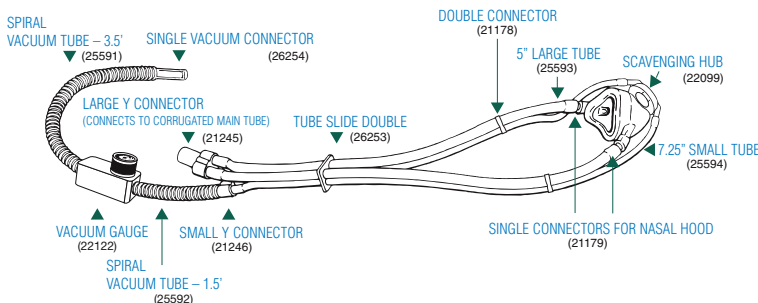 SPIRAL
VACUUM TUBE – 3.5’
(25591)
SINGLE VACUUM CONNECTOR
(26254)
DOUBLE CONNECTOR
(21178)
5” LARGE TUBE
(25593)
SCAVENGING HUB
(22099)
LARGE Y CONNECTOR
(CONNECTS TO CORRUGATED MAIN TUBE)
(21245)
TUBE SLIDE DOUBLE
(26253)
7.25” SMALL TUBE
(25594)
VACUUM GAUGE
(22122)
SMALL Y CONNECTOR
(21246)
SINGLE CONNECTORS FOR NASAL HOOD
(21179)
SPIRAL
VACUUM TUBE – 1.5’
(25592)